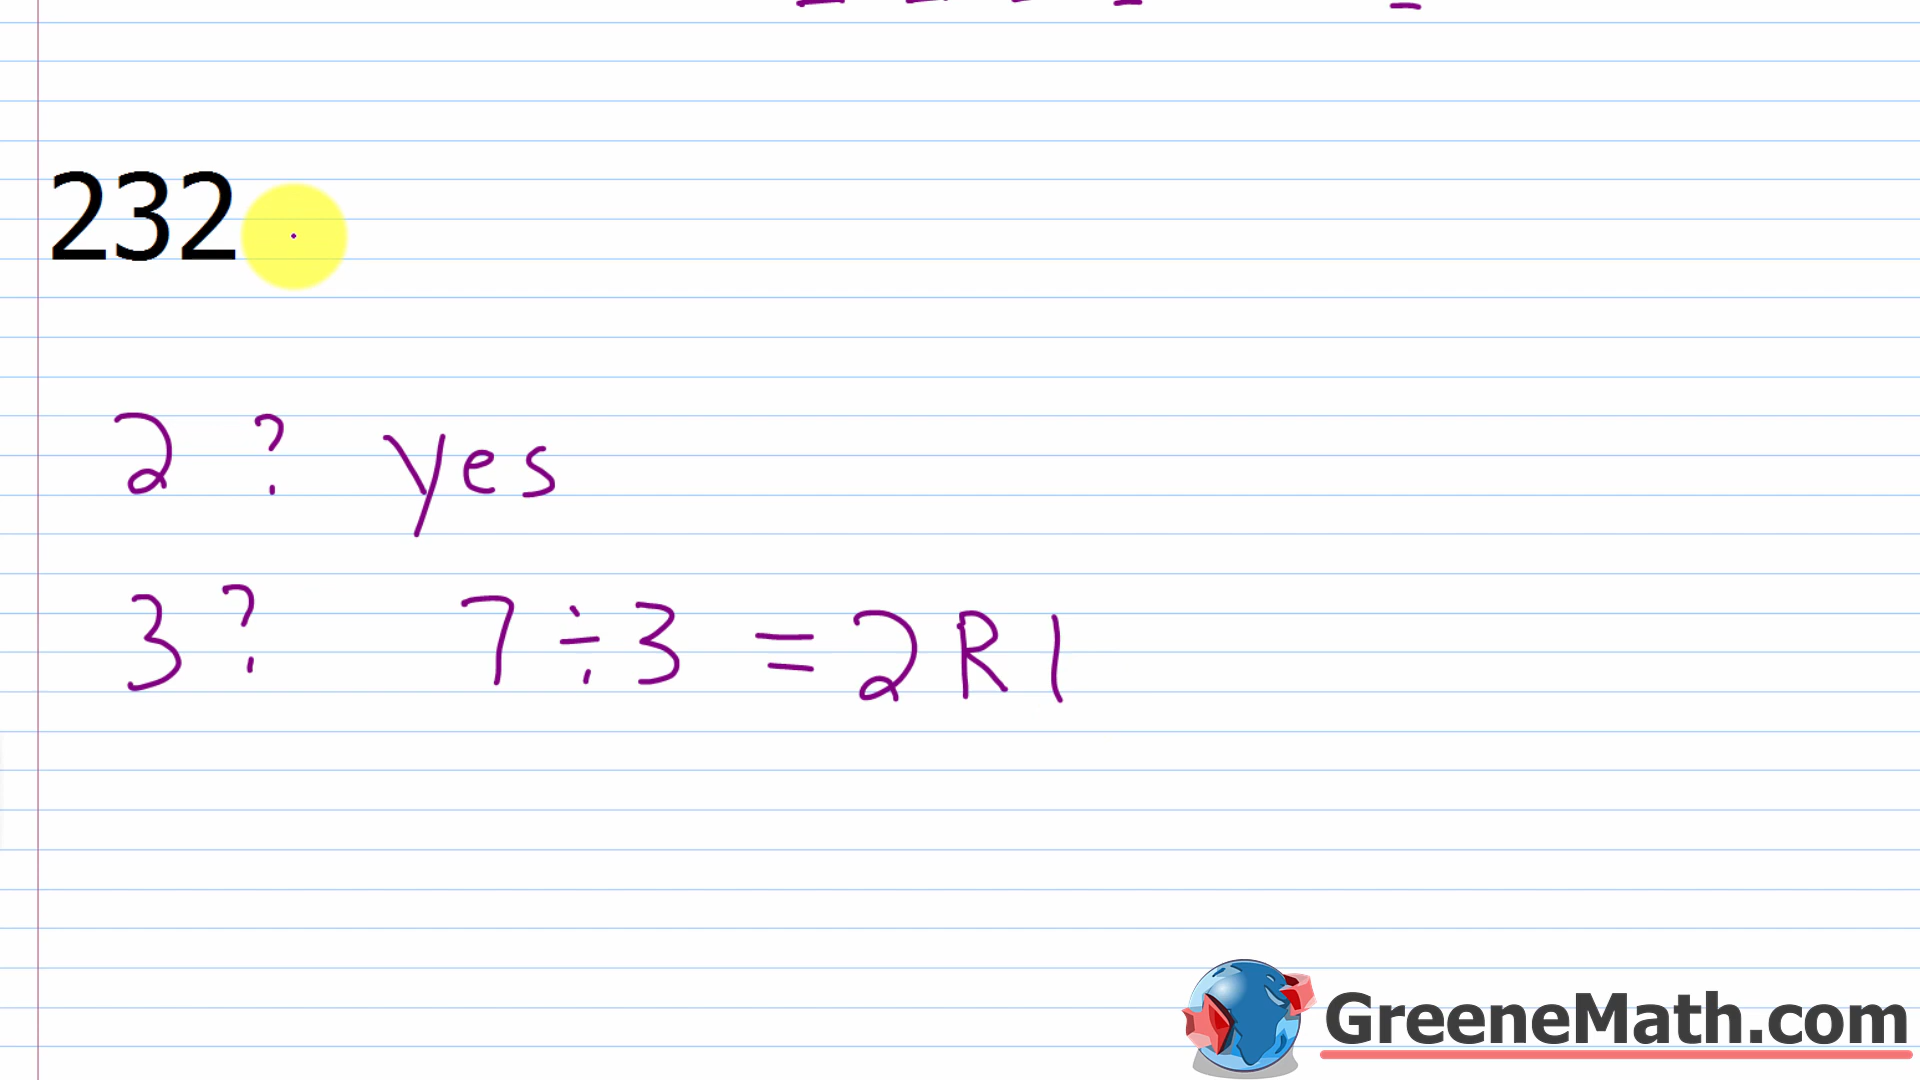 232
2 ? yes
3 ? 7 ÷ 3 = 2 R 1
GreeneMath.com